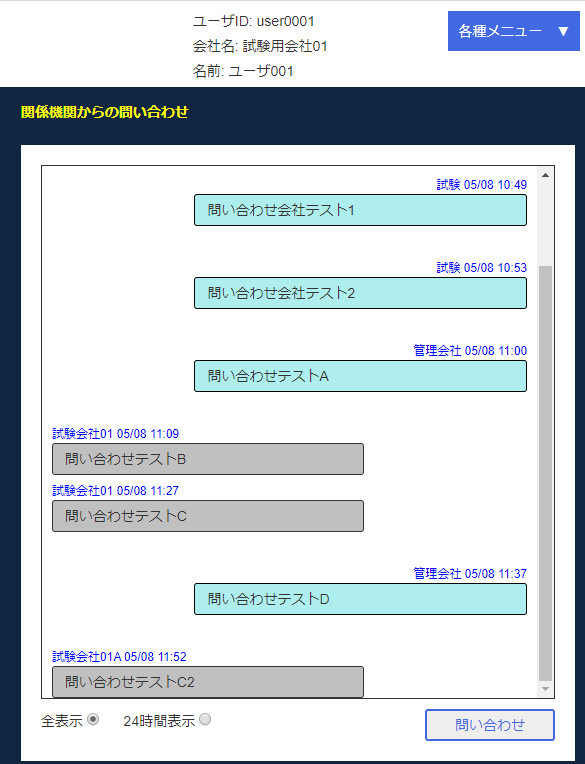 ユーザID: user0001
会社名: 試験用会社01
名前: ユーザ001
各種メニュー ▼
関係機関からの問い合わせ
試験 05/08 10:49
問い合わせ会社テスト1
試験 05/08 10:53
問い合わせ会社テスト2
管理会社 05/08 11:00
問い合わせテストA
試験会社01 05/08 11:09
問い合わせテストB
試験会社01 05/08 11:27
問い合わせテストC
管理会社 05/08 11:37
問い合わせテストD
試験会社01A 05/08 11:52
問い合わせテストC2
全表示 24時間表示
問い合わせ